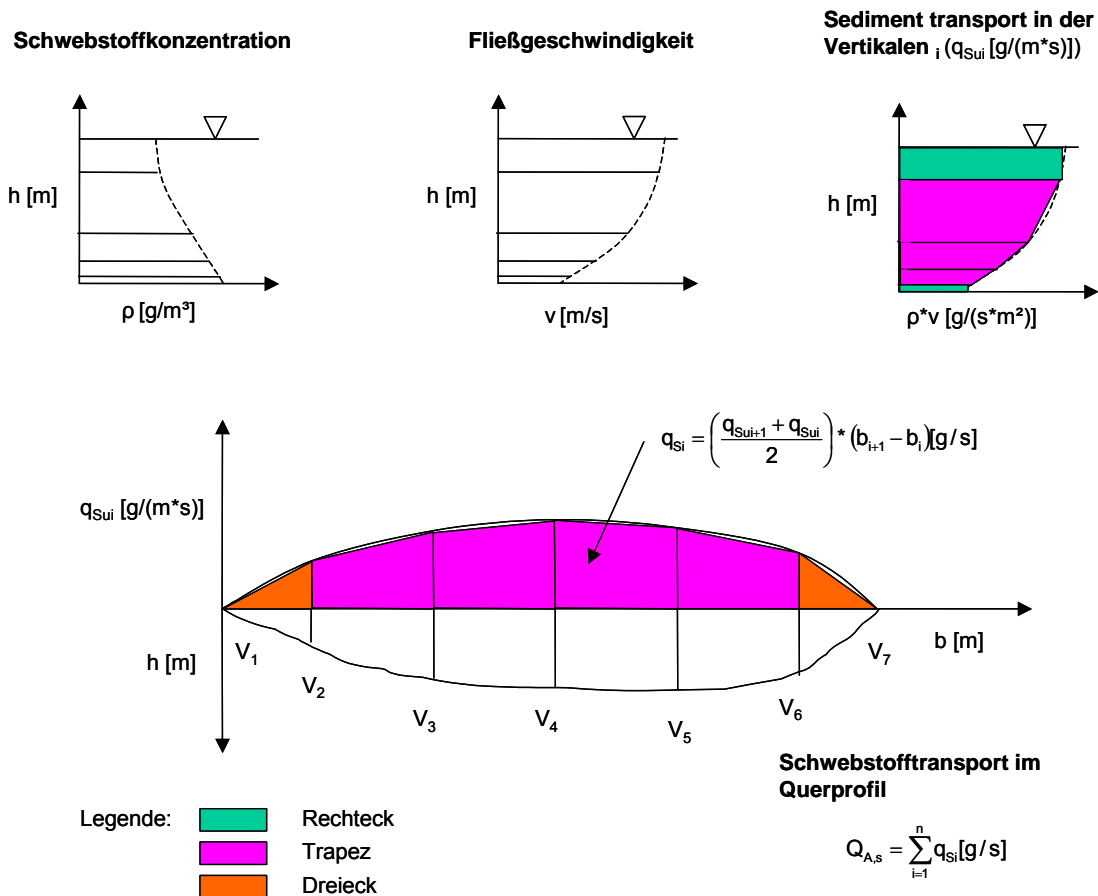 Schwebstoffkonzentration
Fließgeschwindigkeit
Sediment transport in der
Vertikalen i (qSui [g/(m*s)])
h [m]
ρ [g/m³]
h [m]
v [m/s]
h [m]
ρ*v [g/(s*m²)]
qSi = ((qSui+1 + qSui)/2) * (bi+1 − bi)[g/s]
qSui [g/(m*s)]
h [m]
b [m]
V1
V2
V3
V4
V5
V6
V7
Schwebstofftransport im
Querprofil
QA,s = ∑ i=1 n qSi[g/s]
Legende:
Rechteck
Trapez
Dreieck